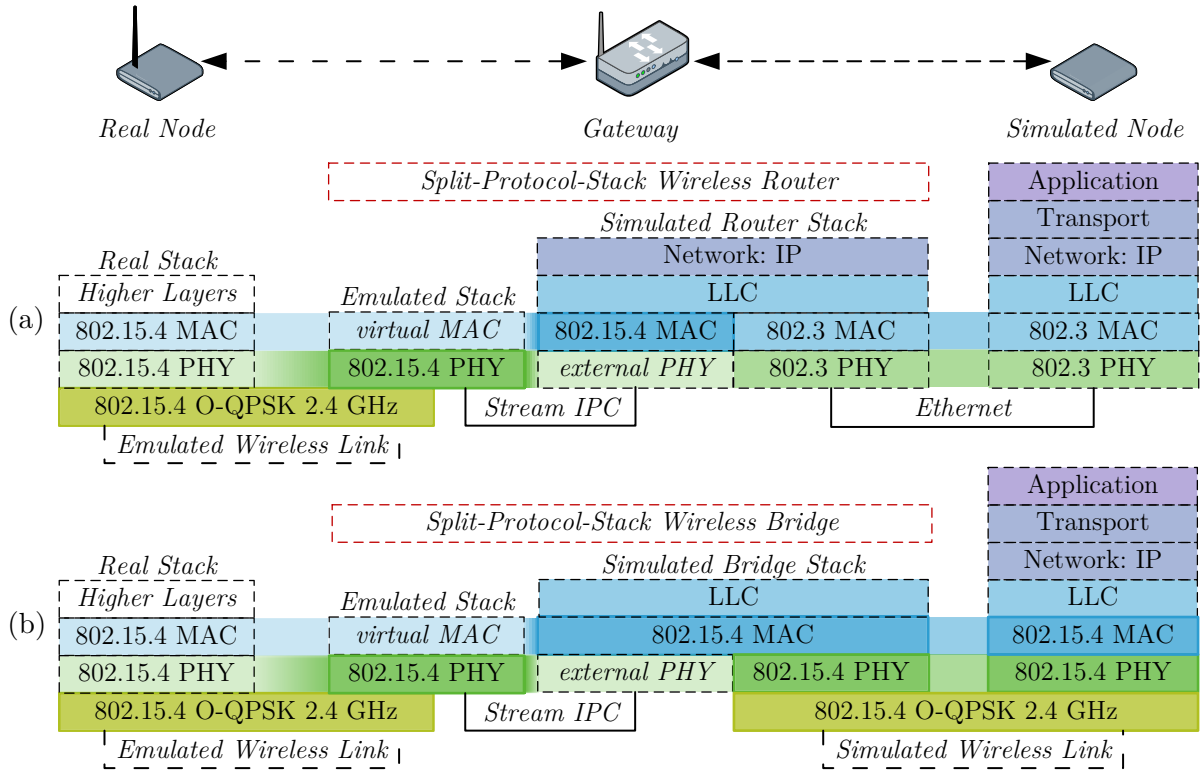 Real Node
Gateway
Simulated Node
Split-Protocol-Stack Wireless Router
Application
Simulated Router Stack
Transport
Real Stack
Network: IP
Network: IP
Higher Layers
Emulated Stack
LLC
LLC
(a)
802.15.4 MAC
virtual MAC
802.15.4 MAC
802.3 MAC
802.3 MAC
802.15.4 PHY
802.15.4 PHY
external PHY
802.3 PHY
802.3 PHY
802.15.4 O-QPSK 2.4 GHz
Stream IPC
Ethernet
Emulated Wireless Link
Application
Split-Protocol-Stack Wireless Bridge
Transport
Real Stack
Simulated Bridge Stack
Network: IP
Higher Layers
Emulated Stack
LLC
LLC
(b)
802.15.4 MAC
virtual MAC
802.15.4 MAC
802.15.4 MAC
802.15.4 PHY
802.15.4 PHY
external PHY
802.15.4 PHY
802.15.4 PHY
802.15.4 O-QPSK 2.4 GHz
Stream IPC
802.15.4 O-QPSK 2.4 GHz
Emulated Wireless Link
Simulated Wireless Link